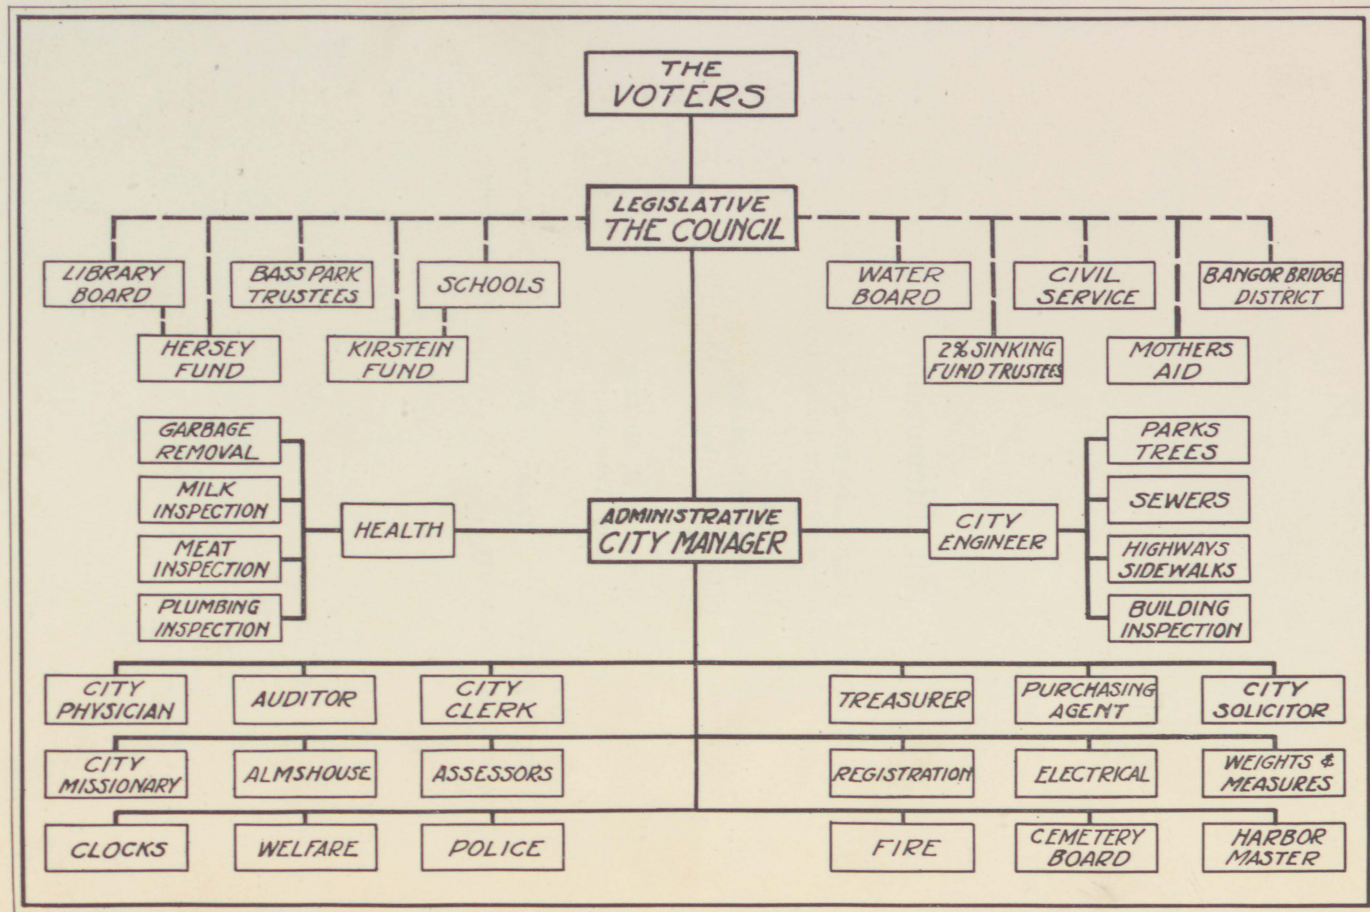 THE
VOTERS
LEGISLATIVE
THE COUNCIL
LIBRARY
BOARD
BASS PARK
TRUSTEES
SCHOOLS
WATER
BOARD
CIVIL
SERVICE
BANGOR BRIDGE
DISTRICT
HERSEY
FUND
KIRSTEIN
FUND
2% SINKING
FUND TRUSTEES
MOTHERS
AID
GARBAGE
REMOVAL
MILK
INSPECTION
MEAT
INSPECTION
PLUMBING
INSPECTION
HEALTH
ADMINISTRATIVE
CITY MANAGER
CITY
ENGINEER
PARKS
TREES
SEWERS
HIGHWAYS
SIDEWALKS
BUILDING
INSPECTION
CITY
PHYSICIAN
AUDITOR
CITY
CLERK
TREASURER
PURCHASING
AGENT
CITY
SOLICITOR
CITY
MISSIONARY
ALMSHOUSE
ASSESSORS
REGISTRATION
ELECTRICAL
WEIGHTS &
MEASURES
CLOCKS
WELFARE
POLICE
FIRE
CEMETERY
BOARD
HARBOR
MASTER